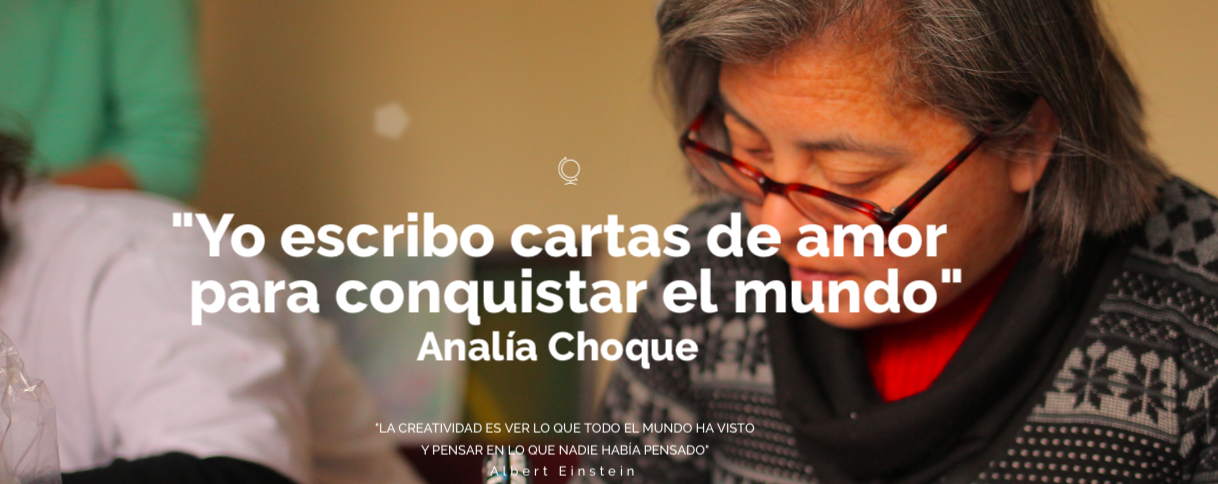 "Yo escribo cartas de amor
para conquistar el mundo"
Analía Choque
"LA CREATIVIDAD ES VER LO QUE TODO EL MUNDO HA VISTO
Y PENSAR EN LO QUE NADIE HABÍA PENSADO"
Albert Einstein